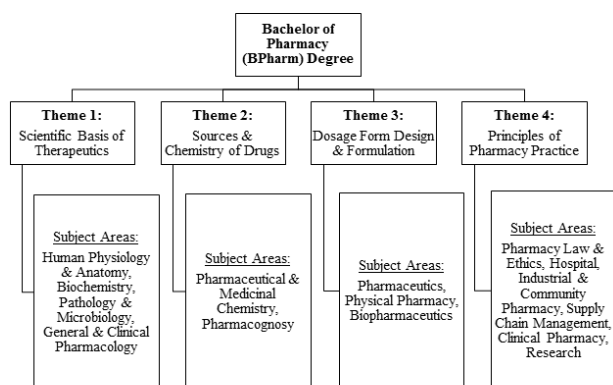 Bachelor of
Pharmacy
(BPharm) Degree
Theme 1:
Scientific Basis of
Therapeutics
Theme 2:
Sources &
Chemistry of Drugs
Theme 3:
Dosage Form Design
& Formulation
Theme 4:
Principles of
Pharmacy Practice
Subject Areas:
Human Physiology
& Anatomy,
Biochemistry,
Pathology &
Microbiology,
General & Clinical
Pharmacology
Subject Areas:
Pharmaceutical &
Medicinal
Chemistry,
Pharmacognosy
Subject Areas:
Pharmaceutics,
Physical Pharmacy,
Biopharmaceutics
Subject Areas:
Pharmacy Law &
Ethics, Hospital,
Industrial &
Community
Pharmacy, Supply
Chain Management,
Clinical Pharmacy,
Research